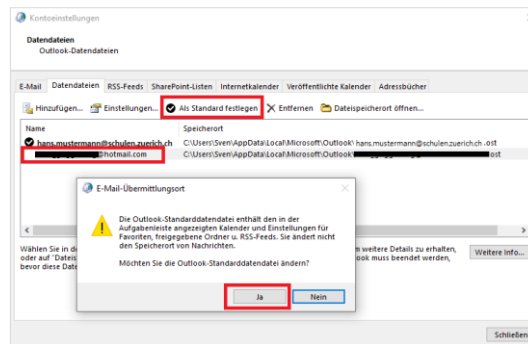 Kontoeinstellungen
Datendateien
Outlook-Datendateien
E-Mail Datendateien RSS-Feeds SharePoint-Listen Internetkalender Veröffentlichte Kalender Adressbücher
Hinzufügen... Einstellungen... Als Standard festlegen Entfernen Dateispeicherort öffnen...
Name Speicherort
hans.mustermann@schulen.zuerich.ch C:\Users\Sven\AppData\Local\Microsoft\Outlook\ hans.mustermann@schulen.zuerich.ch .ost
@hotmail.com C:\Users\Sven\AppData\Local\Microsoft\Outlook\ ost
E-Mail-Übermittlungsort
Die Outlook-Standarddatendatei enthält den in der
Aufgabenleiste angezeigten Kalender und Einstellungen für
Favoriten, freigegebene Ordner u. RSS-Feeds. Sie ändert nicht
den Speicherort von Nachrichten.
Möchten Sie die Outlook-Standarddatendatei ändern?
Ja Nein
Wählen Sie in de m weitere Details zu erhalten,
oder auf "Dateis ook muss beendet werden,
bevor diese Date
Weitere Info...
Schließen